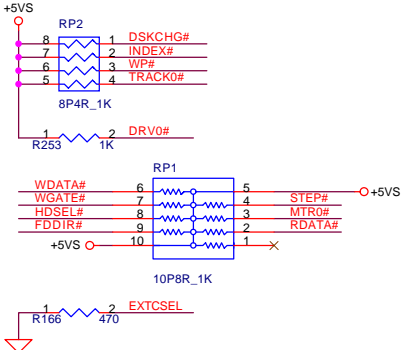 +5VS
RP2
8 1 DSKCHG#
7 2 INDEX#
6 3 WP#
5 4 TRACK0#
8P4R_1K
1 2 DRV0#
R253 1K
RP1
WDATA# 6 5 +5VS
WGATE# 7 4 STEP#
HDSEL# 8 3 MTR0#
FDDIR# 9 2 RDATA#
+5VS 10 1
10P8R_1K
1 2 EXTCSEL
R166 470